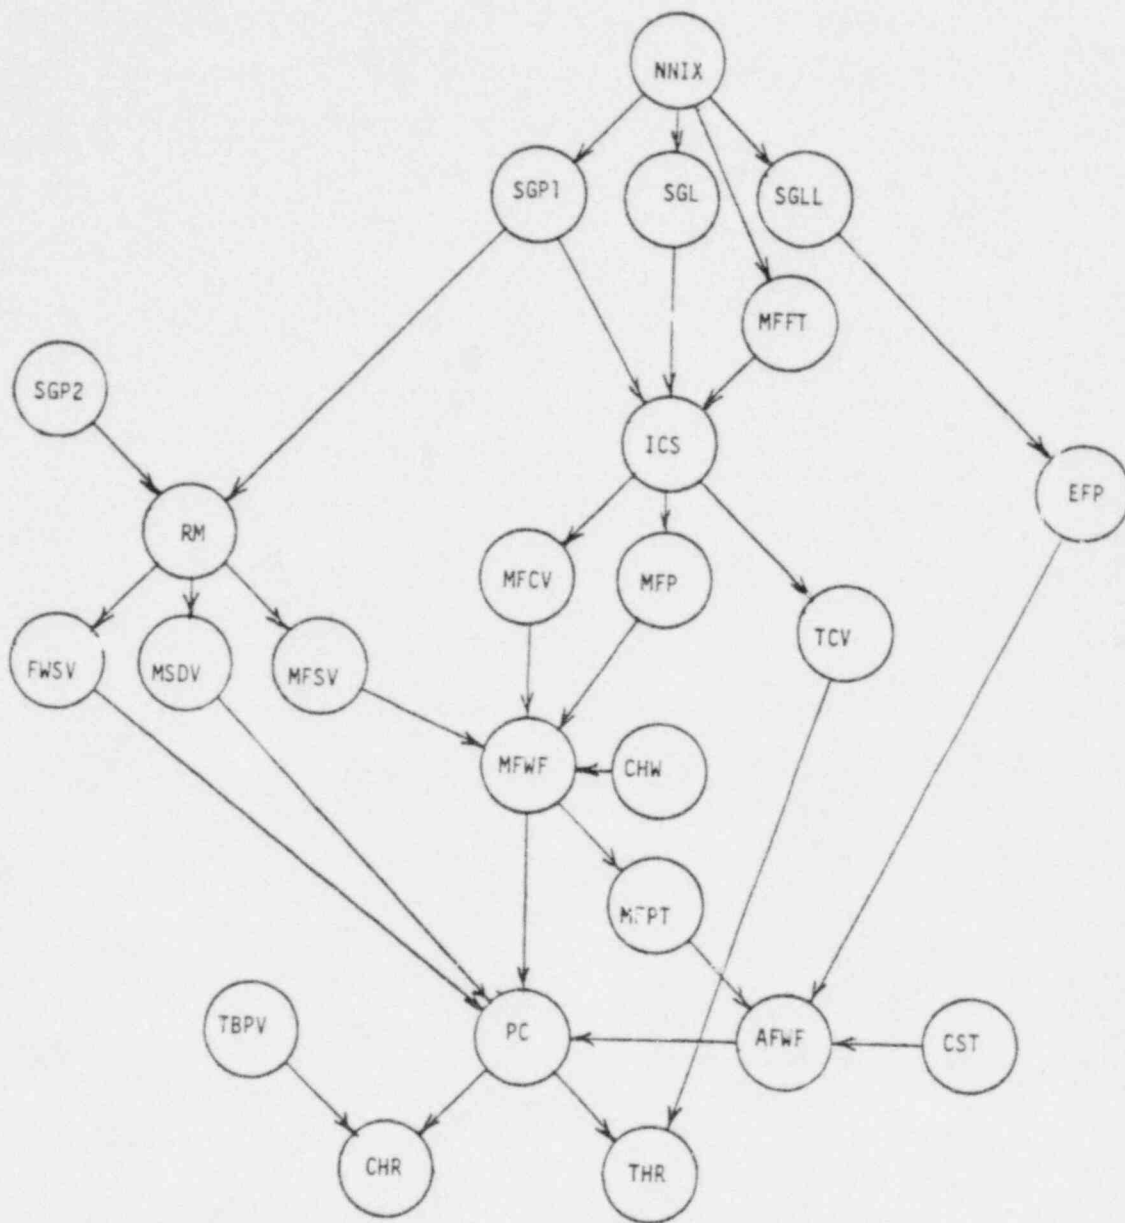 NNIX
SGP1
SGL
SGLL
MFFT
SGP2
ICS
EFP
RM
MFCV
MFP
TCV
FWSV
MSDV
MFSV
MFWF
CHW
MFPT
TBPV
PC
AFWF
CST
CHR
THR